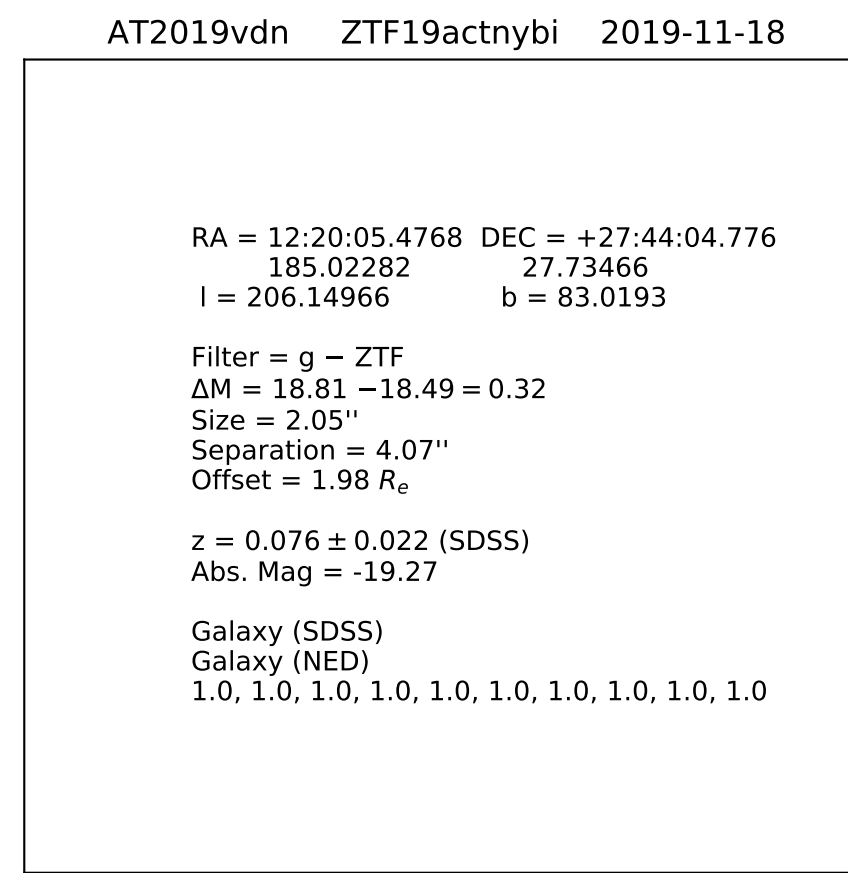 AT2019vdn ZTF19actnybi 2019-11-18
RA = 12:20:05.4768 DEC = +27:44:04.776
185.02282 27.73466
l = 206.14966 b = 83.0193
Filter = g − ZTF
ΔM = 18.81 −18.49 = 0.32
Size = 2.05''
Separation = 4.07''
Offset = 1.98 Rₑ
z = 0.076 ± 0.022 (SDSS)
Abs. Mag = -19.27
Galaxy (SDSS)
Galaxy (NED)
1.0, 1.0, 1.0, 1.0, 1.0, 1.0, 1.0, 1.0, 1.0, 1.0